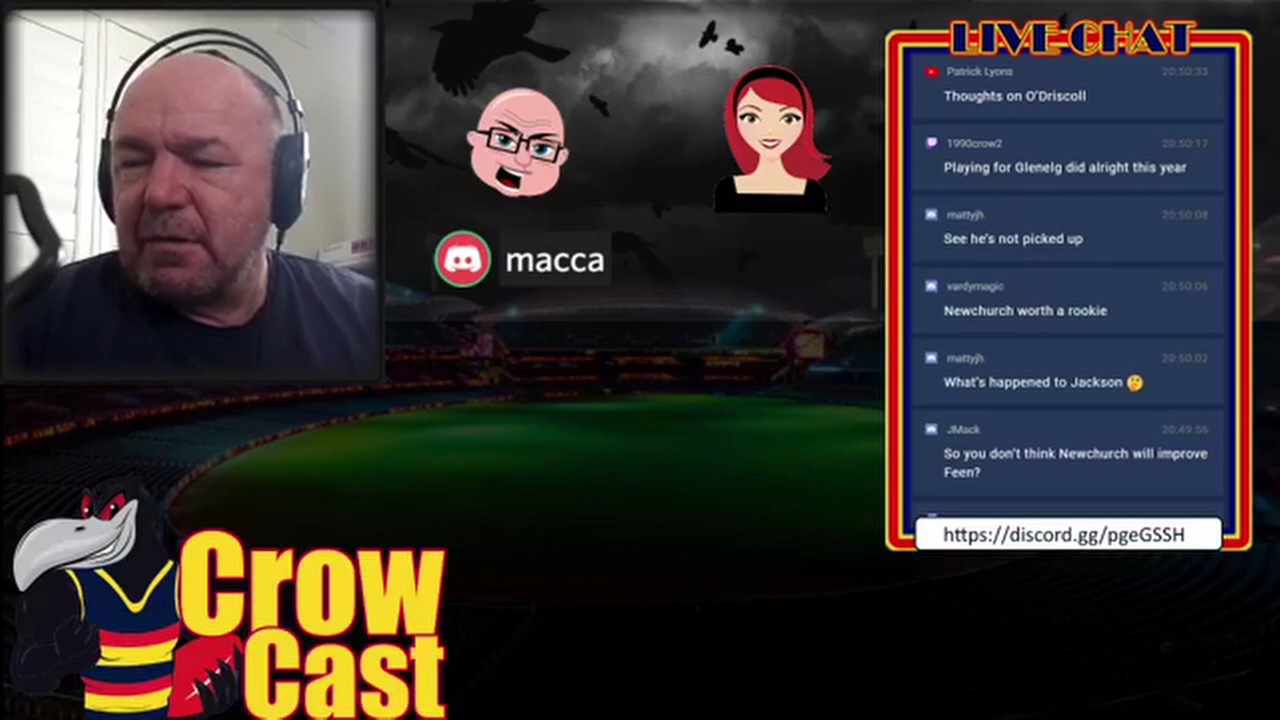 LIVE CHAT
Patrick Lyons 20:50:33
Thoughts on O'Driscoll
1990crow2 20:50:17
Playing for Glenelg did alright this year
mattyjh 20:50:08
See he's not picked up
vardymagic 20:50:06
Newchurch worth a rookie
mattyjh 20:50:02
What's happened to Jackson 🤔
JMack 20:49:56
So you don't think Newchurch will improve
Feen?
https://discord.gg/pgeGSSH
macca
Crow
Cast